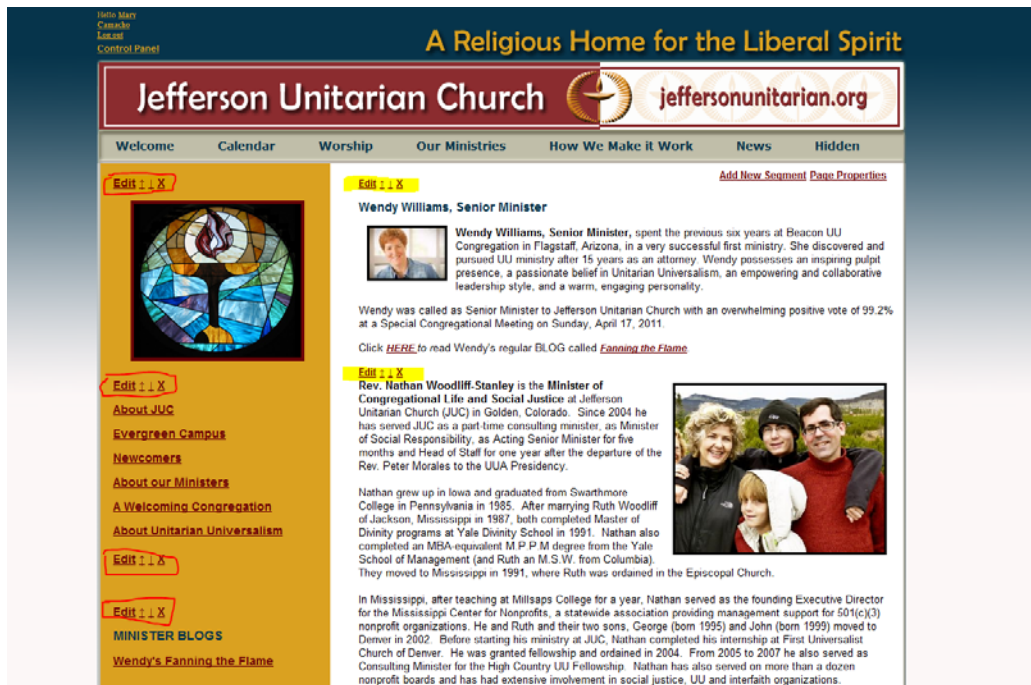 Hello Mary
Camacho
Log out
Control Panel
A Religious Home for the Liberal Spirit
Jefferson Unitarian Church
jeffersonunitarian.org
Welcome Calendar Worship Our Ministries How We Make it Work News Hidden
Edit ↑ ↓ X
Edit ↑ ↓ X
About JUC
Evergreen Campus
Newcomers
About our Ministers
A Welcoming Congregation
About Unitarian Universalism
Edit ↑ ↓ X
Edit ↑ ↓ X
MINISTER BLOGS
Wendy's Fanning the Flame
Add New Segment Page Properties
Edit ↑ ↓ X
Wendy Williams, Senior Minister
Wendy Williams, Senior Minister, spent the previous six years at Beacon UU
Congregation in Flagstaff, Arizona, in a very successful first ministry. She discovered and
pursued UU ministry after 15 years as an attorney. Wendy possesses an inspiring pulpit
presence, a passionate belief in Unitarian Universalism, an empowering and collaborative
leadership style, and a warm, engaging personality.
Wendy was called as Senior Minister to Jefferson Unitarian Church with an overwhelming positive vote of 99.2%
at a Special Congregational Meeting on Sunday, April 17, 2011.
Click HERE to read Wendy's regular BLOG called Fanning the Flame.
Edit ↑ ↓ X
Rev. Nathan Woodliff-Stanley is the Minister of
Congregational Life and Social Justice at Jefferson
Unitarian Church (JUC) in Golden, Colorado. Since 2004 he
has served JUC as a part-time consulting minister, as Minister
of Social Responsibility, as Acting Senior Minister for five
months and Head of Staff for one year after the departure of the
Rev. Peter Morales to the UUA Presidency.
Nathan grew up in Iowa and graduated from Swarthmore
College in Pennsylvania in 1985. After marrying Ruth Woodliff
of Jackson, Mississippi in 1987, both completed Master of
Divinity programs at Yale Divinity School in 1991. Nathan also
completed an MBA-equivalent M.P.P.M degree from the Yale
School of Management (and Ruth an M.S.W. from Columbia).
They moved to Mississippi in 1991, where Ruth was ordained in the Episcopal Church.
In Mississippi, after teaching at Millsaps College for a year, Nathan served as the founding Executive Director
for the Mississippi Center for Nonprofits, a statewide association providing management support for 501(c)(3)
nonprofit organizations. He and Ruth and their two sons, George (born 1995) and John (born 1999) moved to
Denver in 2002. Before starting his ministry at JUC, Nathan completed his internship at First Universalist
Church of Denver. He was granted fellowship and ordained in 2004. From 2005 to 2007 he also served as
Consulting Minister for the High Country UU Fellowship. Nathan has also served on more than a dozen
nonprofit boards and has had extensive involvement in social justice, UU and interfaith organizations.